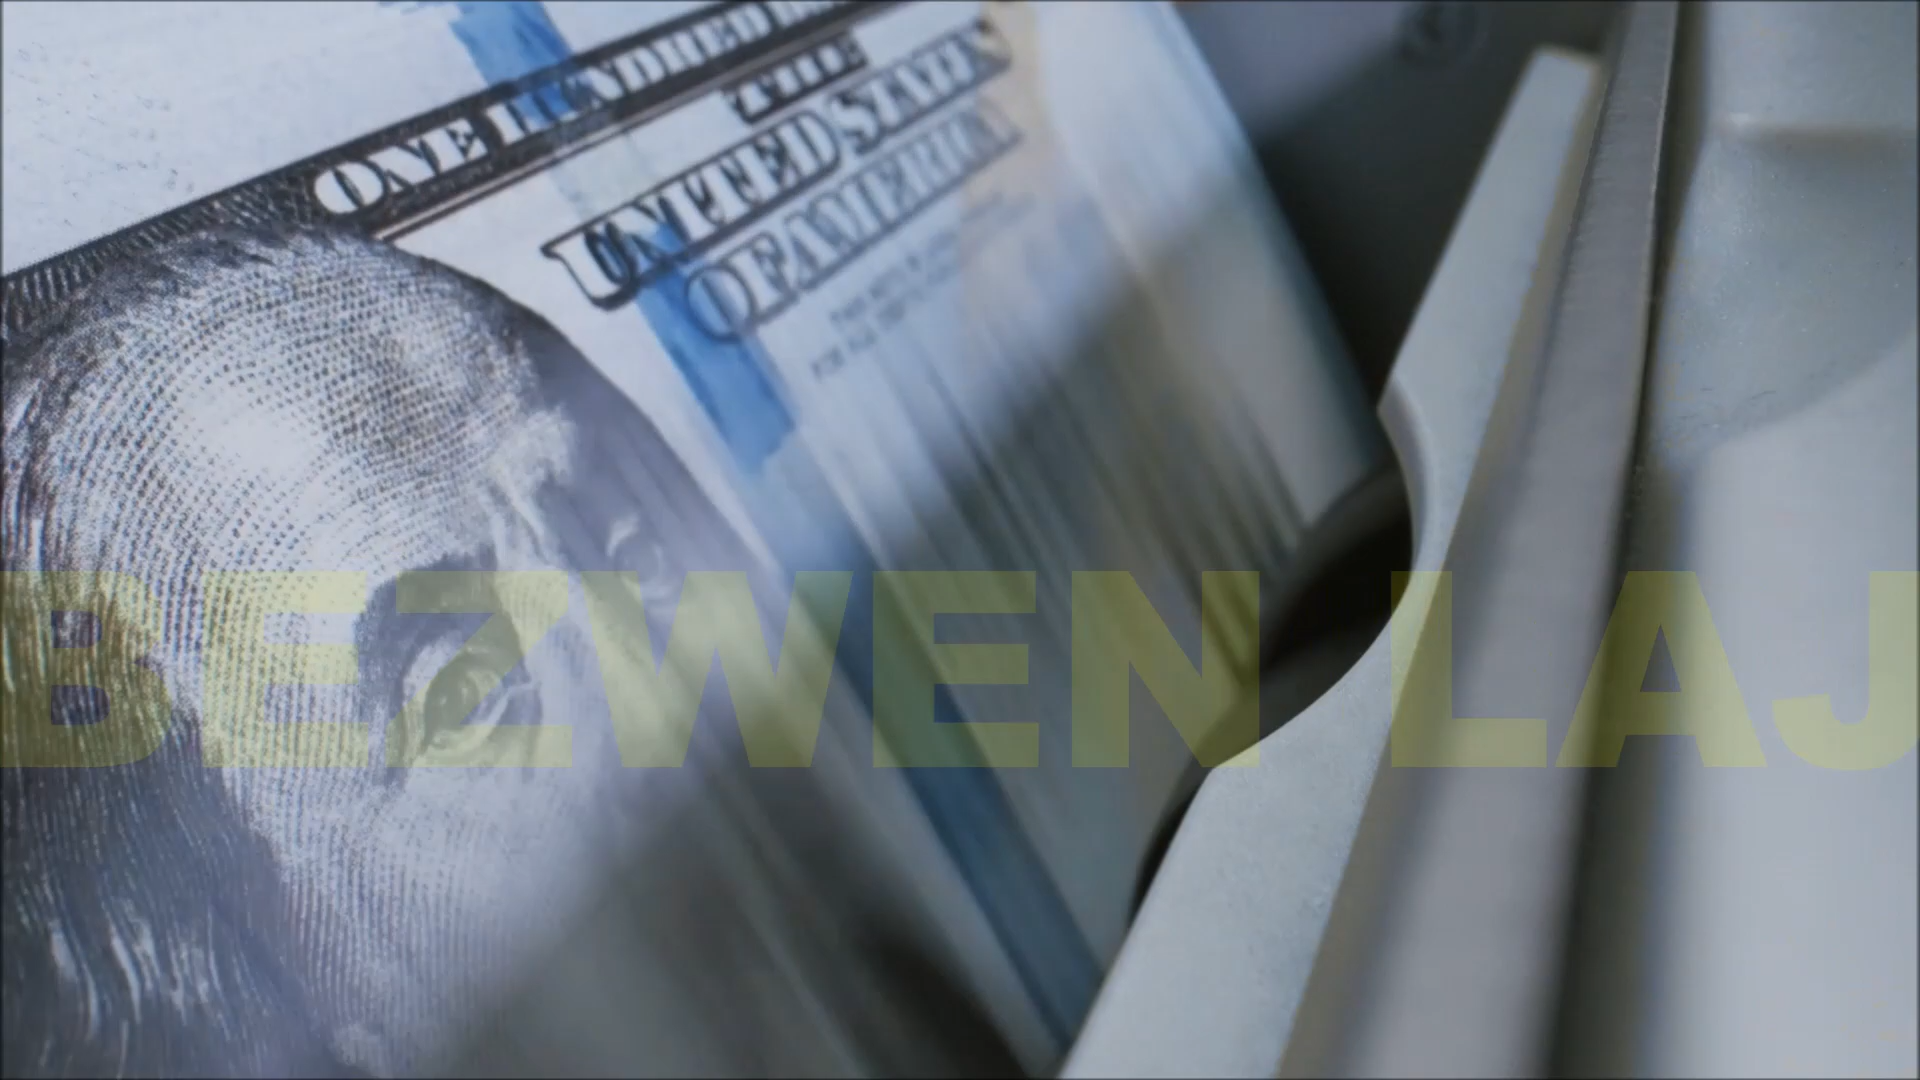 ONE HUNDRED
THE
UNITED STATES
OF AMERICA
BEZWEN LAJ